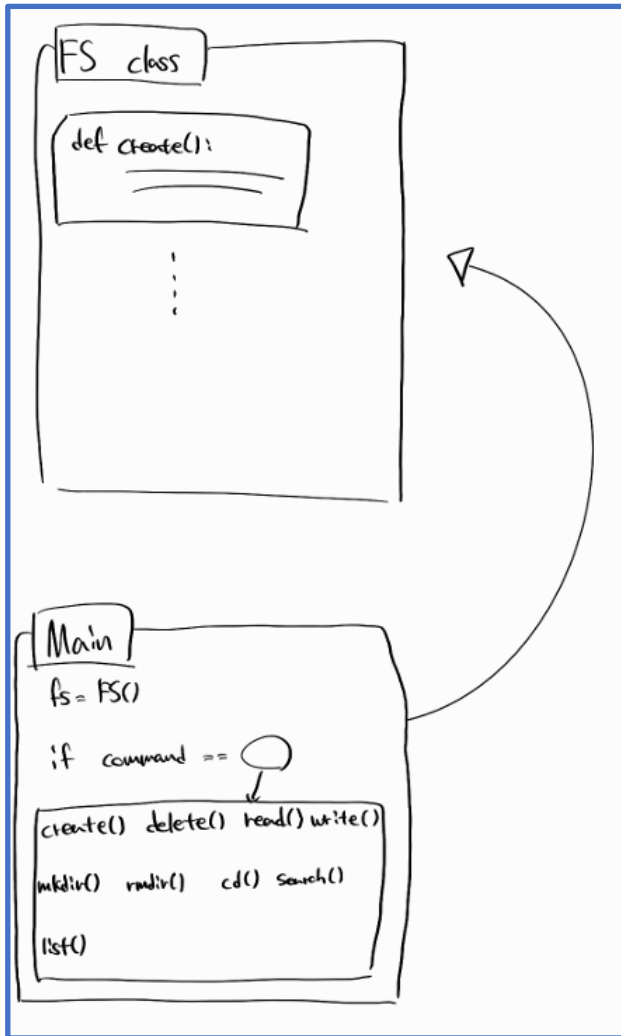 FS class
def create():
Main
fs = FS()
if command ==
create() delete() read() write()
mkdir() rmdir() cd() search()
list()